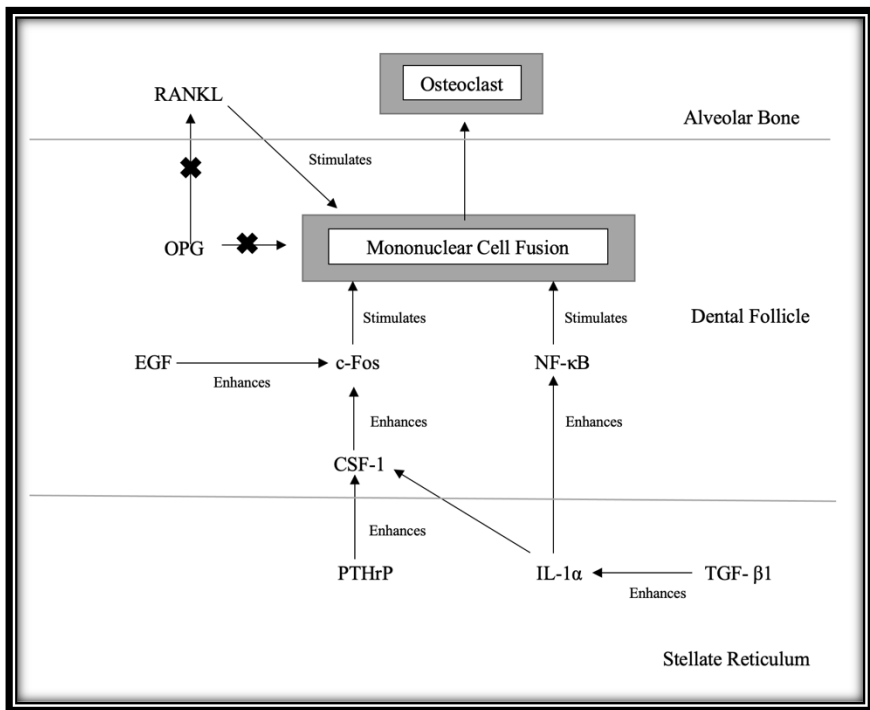 Osteoclast
RANKL
Alveolar Bone
Stimulates
OPG
Mononuclear Cell Fusion
Stimulates
Stimulates
Dental Follicle
EGF
c-Fos
NF-κB
Enhances
Enhances
Enhances
CSF-1
Enhances
PTHrP
IL-1α
TGF- β1
Enhances
Stellate Reticulum